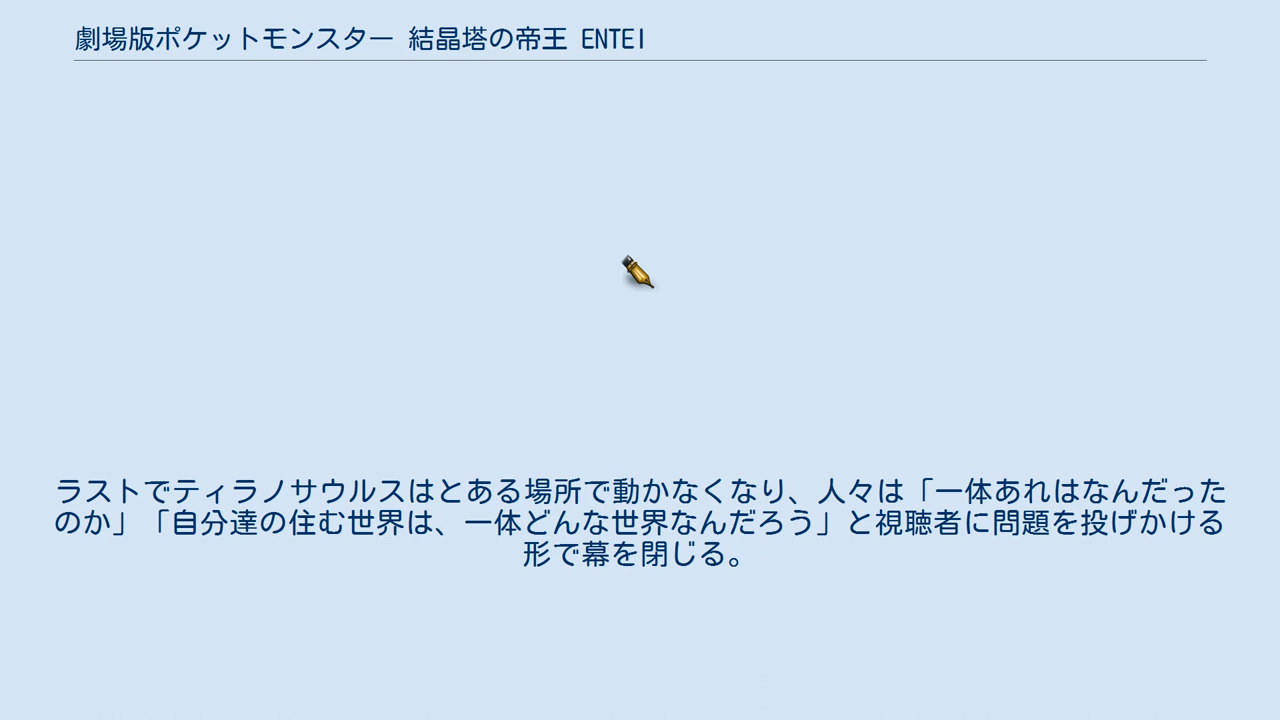 劇場版ポケットモンスター 結晶塔の帝王 ENTEI
ラストでティラノサウルスはとある場所で動かなくなり、人々は「一体あれはなんだった
のか」「自分達の住む世界は、一体どんな世界なんだろう」と視聴者に問題を投げかける
形で幕を閉じる。